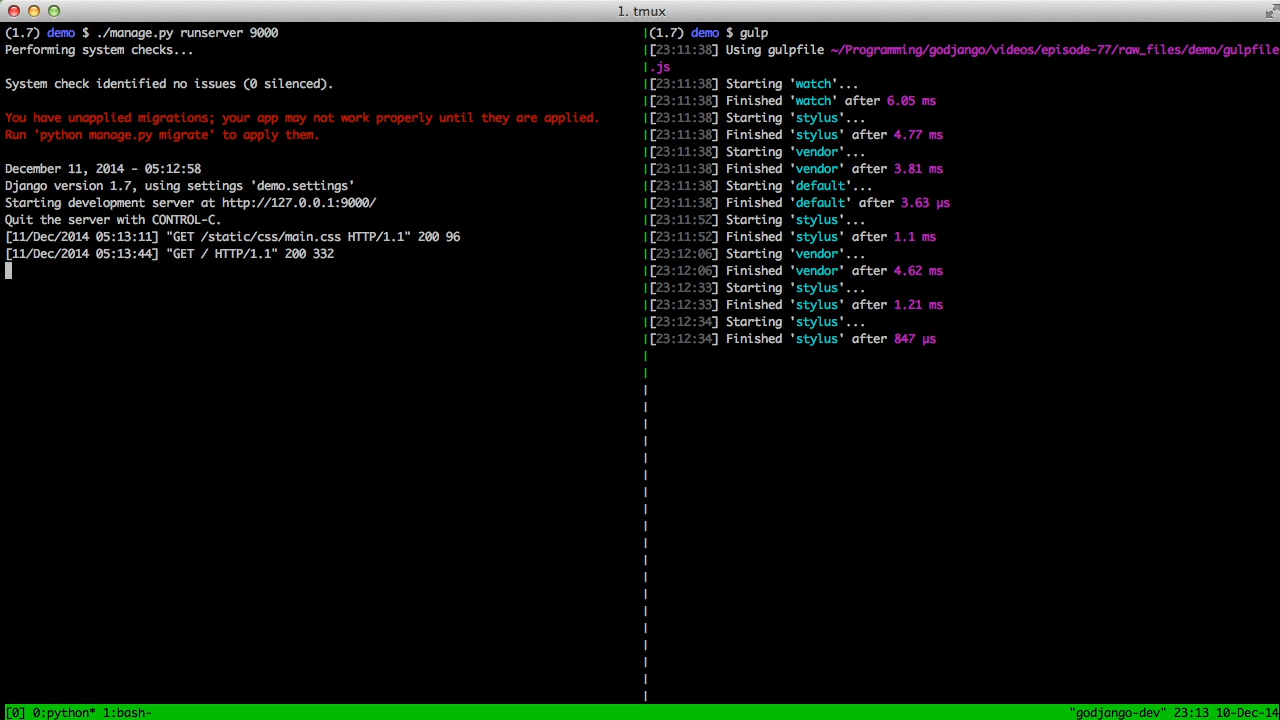 1. tmux
(1.7) demo $ ./manage.py runserver 9000
Performing system checks...
System check identified no issues (0 silenced).
You have unapplied migrations; your app may not work properly until they are applied.
Run 'python manage.py migrate' to apply them.
December 11, 2014 - 05:12:58
Django version 1.7, using settings 'demo.settings'
Starting development server at http://127.0.0.1:9000/
Quit the server with CONTROL-C.
[11/Dec/2014 05:13:11] "GET /static/css/main.css HTTP/1.1" 200 96
[11/Dec/2014 05:13:44] "GET / HTTP/1.1" 200 332
(1.7) demo $ gulp
[23:11:38] Using gulpfile ~/Programming/godjango/videos/episode-77/raw_files/demo/gulpfile
.js
[23:11:38] Starting 'watch'...
[23:11:38] Finished 'watch' after 6.05 ms
[23:11:38] Starting 'stylus'...
[23:11:38] Finished 'stylus' after 4.77 ms
[23:11:38] Starting 'vendor'...
[23:11:38] Finished 'vendor' after 3.81 ms
[23:11:38] Starting 'default'...
[23:11:38] Finished 'default' after 3.63 μs
[23:11:52] Starting 'stylus'...
[23:11:52] Finished 'stylus' after 1.1 ms
[23:12:06] Starting 'vendor'...
[23:12:06] Finished 'vendor' after 4.62 ms
[23:12:33] Starting 'stylus'...
[23:12:33] Finished 'stylus' after 1.21 ms
[23:12:34] Starting 'stylus'...
[23:12:34] Finished 'stylus' after 847 μs
[0] 0:python* 1:bash- "godjango-dev" 23:13 10-Dec-14